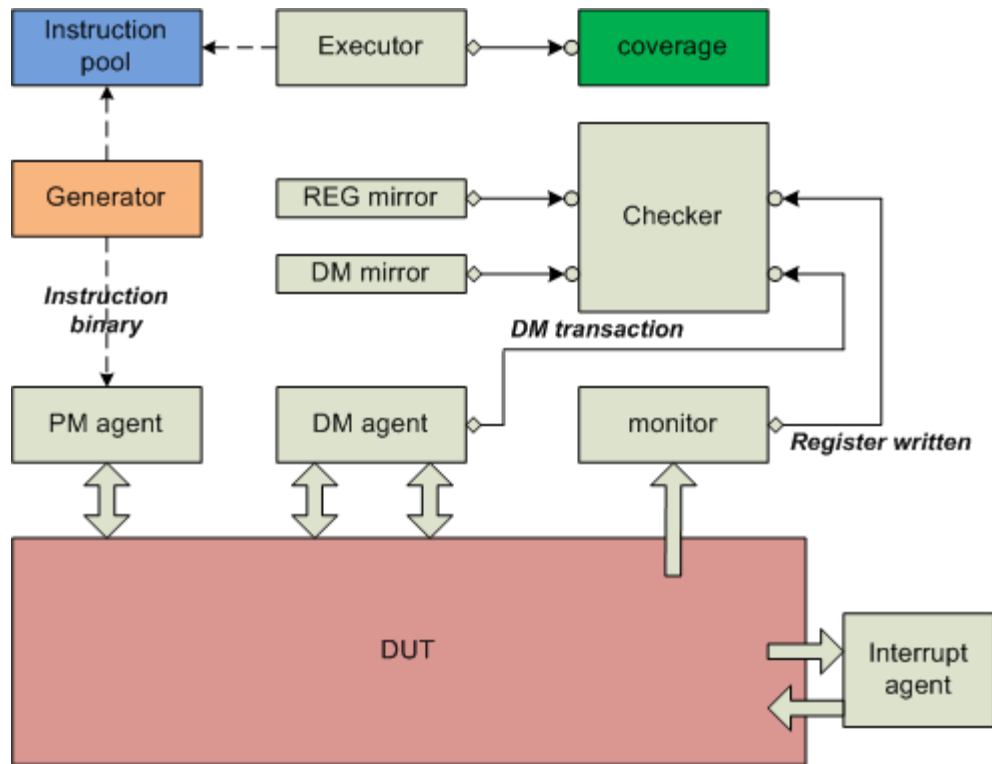 Instruction
pool
Executor
coverage
Generator
REG mirror
Checker
DM mirror
Instruction
binary
DM transaction
PM agent
DM agent
monitor
Register written
DUT
Interrupt
agent